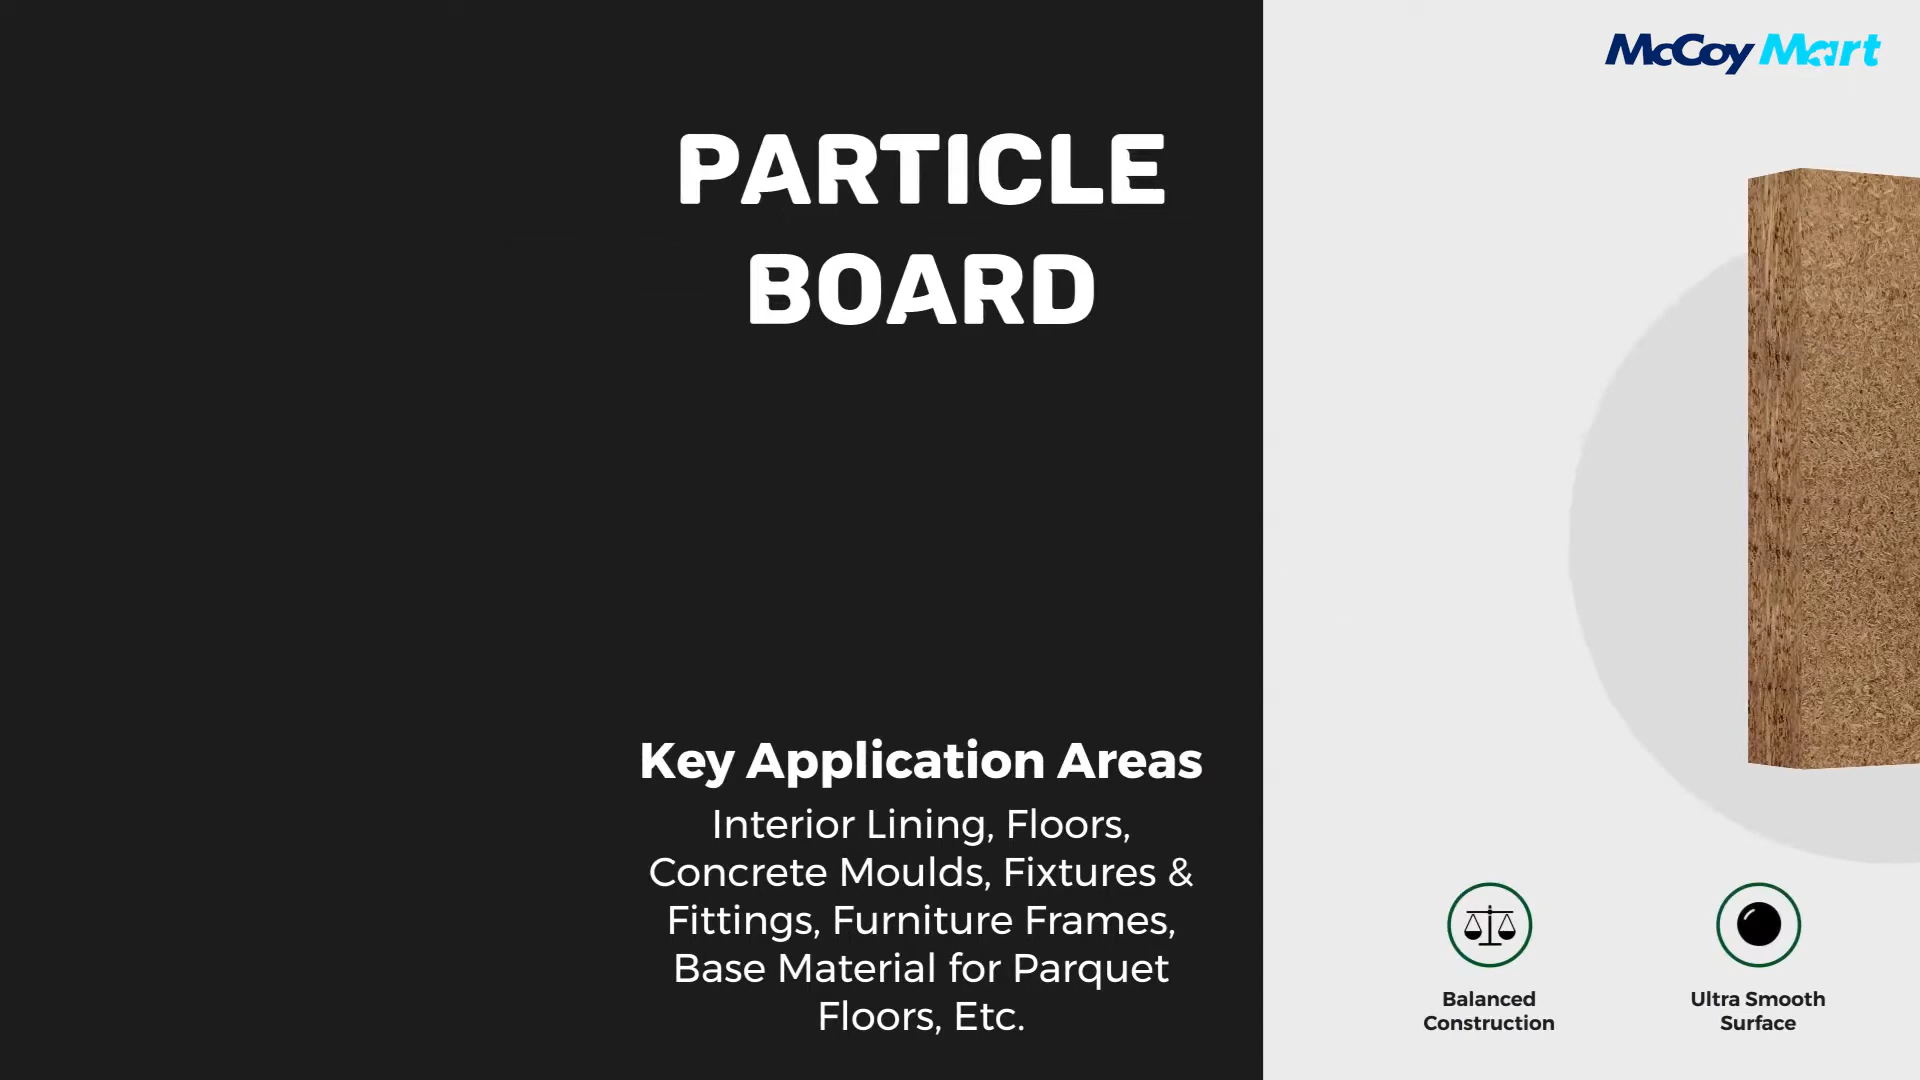 McCoy Mart
PARTICLE
BOARD
Key Application Areas
Interior Lining, Floors,
Concrete Moulds, Fixtures &
Fittings, Furniture Frames,
Base Material for Parquet
Floors, Etc.
Balanced
Construction
Ultra Smooth
Surface